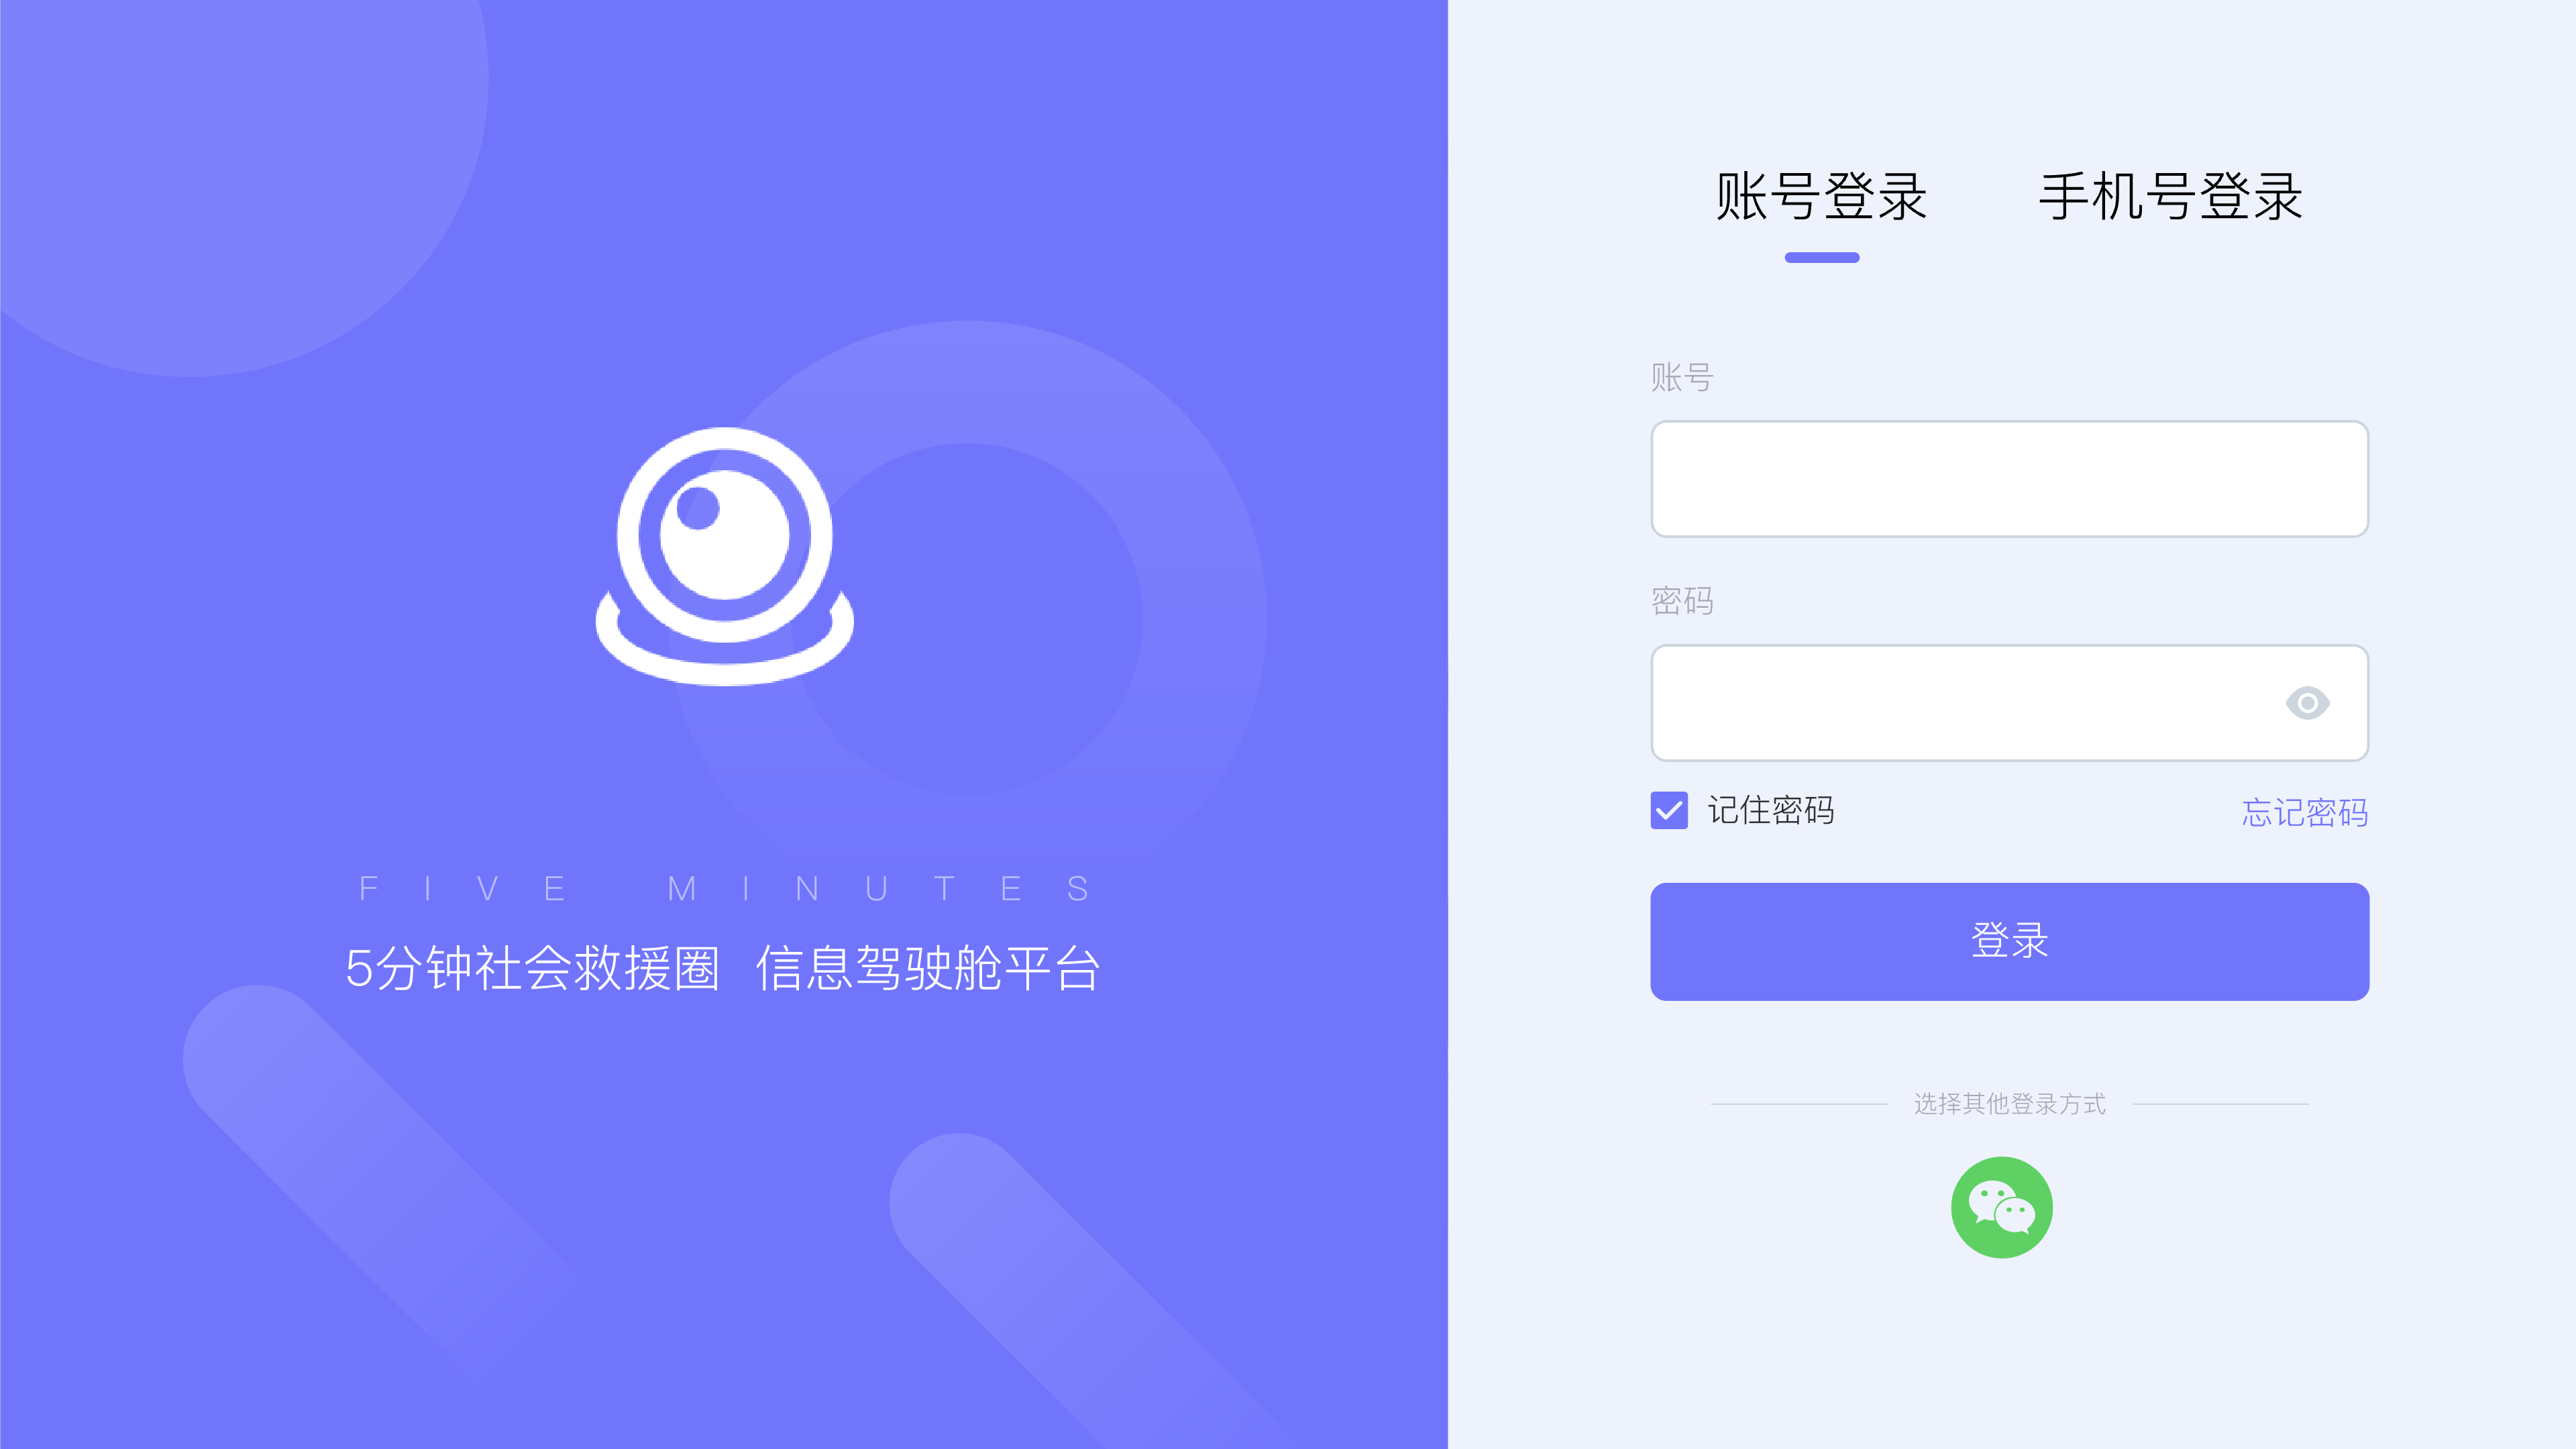 FIVE MINUTES
5分钟社会救援圈 信息驾驶舱平台
账号登录 手机号登录
账号
密码
记住密码 忘记密码
登录
选择其他登录方式